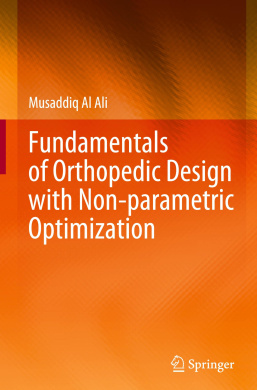 Musaddiq Al Ali
Fundamentals
of Orthopedic Design
with Non-parametric
Optimization
Springer